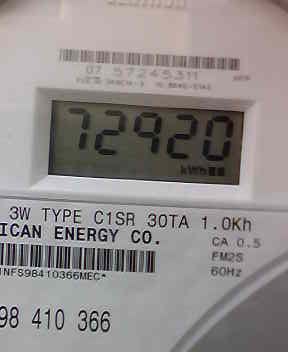 07 57245311
72920
kWh
3W TYPE C1SR 30TA 1.0Kh
ICAN ENERGY CO.
CA 0.5
FM2S
60Hz
INFS98410366MEC*
98 410 366